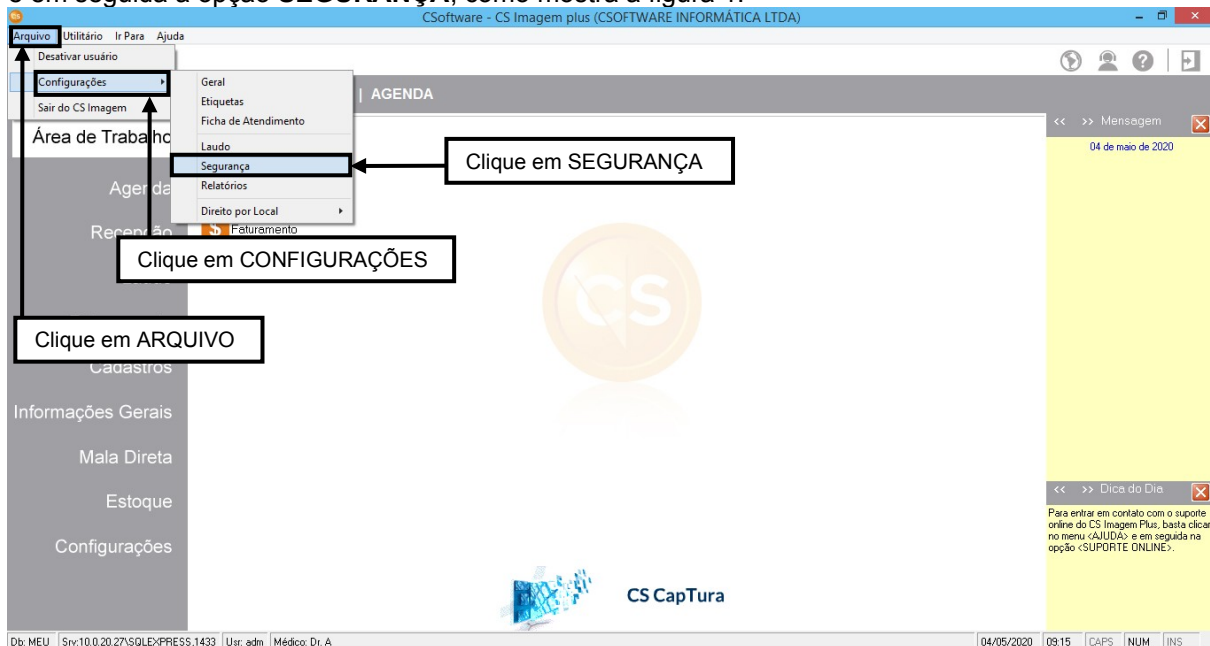 e em seguida a opção SEGURANÇA, como mostra a figura 1.
CSoftware - CS Imagem plus (CSOFTWARE INFORMÁTICA LTDA)
Arquivo Utilitário Ir Para Ajuda
Desativar usuário
Configurações
Sair do CS Imagem
Geral
Etiquetas
Ficha de Atendimento
Laudo
Segurança
Relatórios
Direito por Local
| AGENDA
Clique em SEGURANÇA
Clique em CONFIGURAÇÕES
Clique em ARQUIVO
Área de Trabalho
Agenda
Recepção
Faturamento
Cadastros
Informações Gerais
Mala Direta
Estoque
Configurações
CS
CS CapTura
<< >> Mensagem
04 de maio de 2020
<< >> Dica do Dia
Para entrar em contato com o suporte
online do CS Imagem Plus, basta clicar
no menu <AJUDA> e em seguida na
opção <SUPORTE ONLINE>.
Db: MEU Srv:10.0.20.27\SQLEXPRESS,1433 Usr: adm Médico: Dr. A 04/05/2020 09:15 CAPS NUM INS